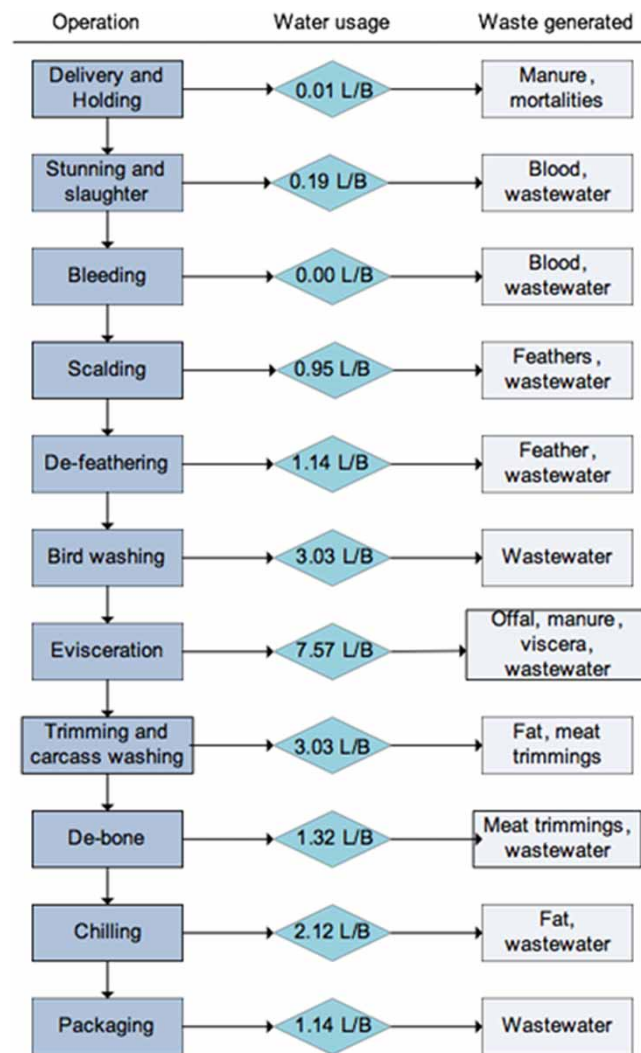 Operation Water usage Waste generated
Delivery and
Holding
0.01 L/B
Manure,
mortalities
Stunning and
slaughter
0.19 L/B
Blood,
wastewater
Bleeding
0.00 L/B
Blood,
wastewater
Scalding
0.95 L/B
Feathers,
wastewater
De-feathering
1.14 L/B
Feather,
wastewater
Bird washing
3.03 L/B
Wastewater
Evisceration
7.57 L/B
Offal, manure,
viscera,
wastewater
Trimming and
carcass washing
3.03 L/B
Fat, meat
trimmings
De-bone
1.32 L/B
Meat trimmings,
wastewater
Chilling
2.12 L/B
Fat,
wastewater
Packaging
1.14 L/B
Wastewater